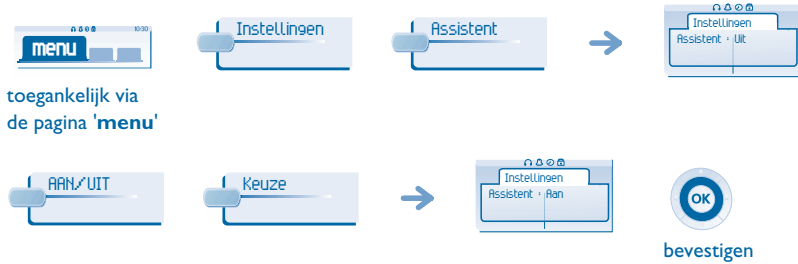 10:30
menu
Instellingen
Assistent
Instellingen
Assistent : Uit
toegankelijk via
de pagina 'menu'
AAN/UIT
Keuze
Instellingen
Assistent : Aan
OK
bevestigen